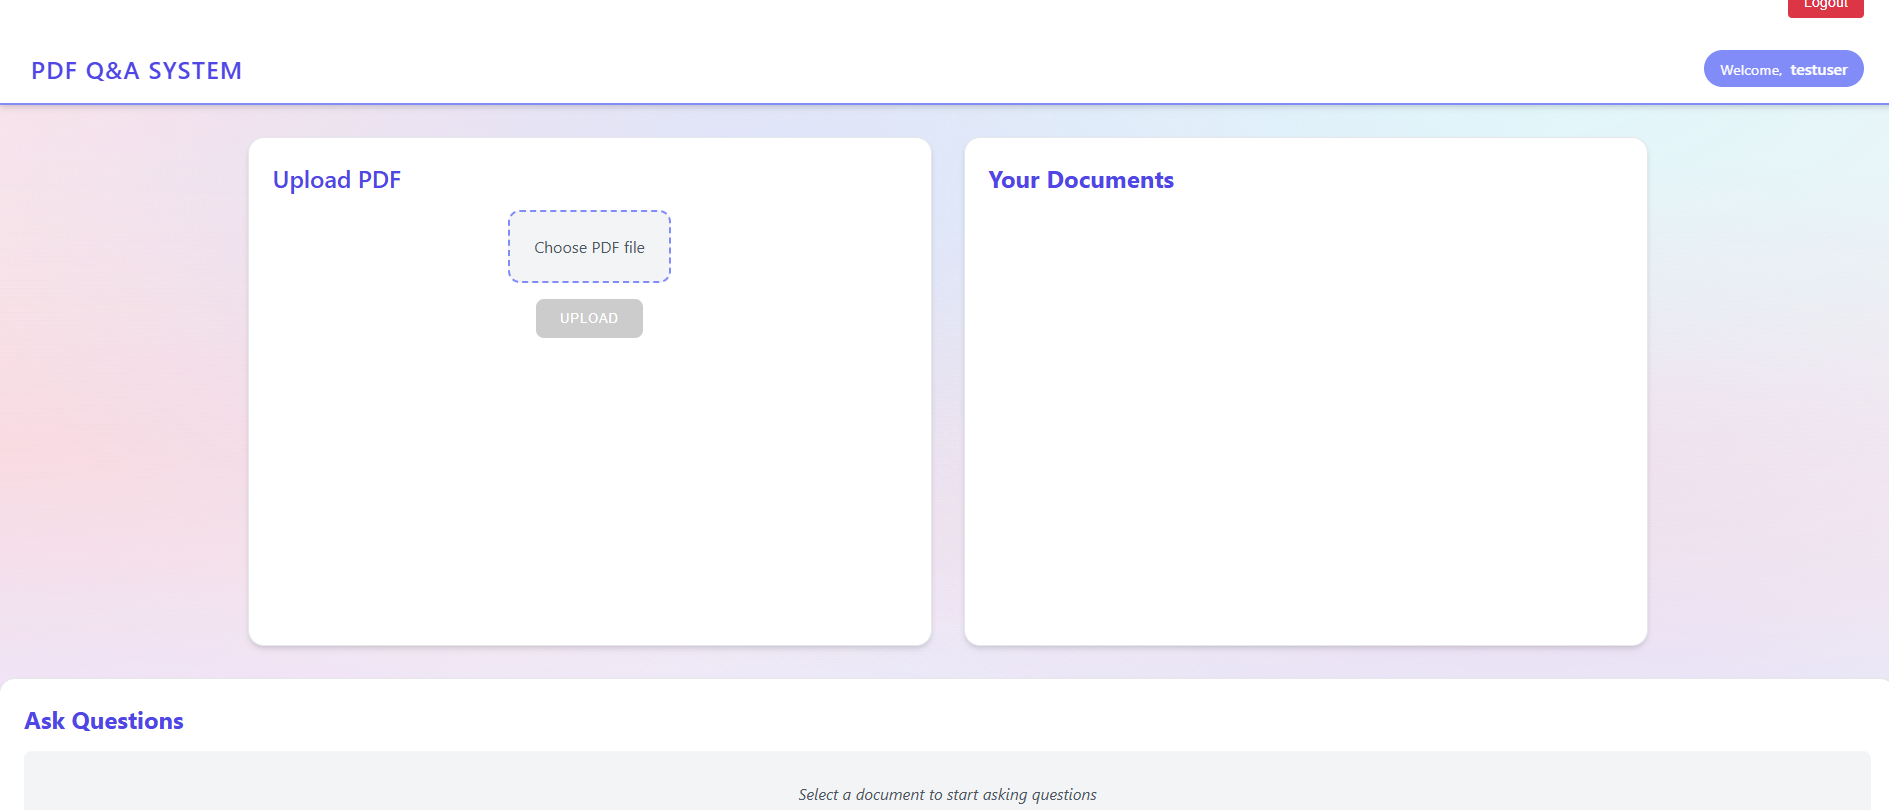 Logout
PDF Q&A SYSTEM
Welcome, testuser
Upload PDF
Choose PDF file
UPLOAD
Your Documents
Ask Questions
Select a document to start asking questions